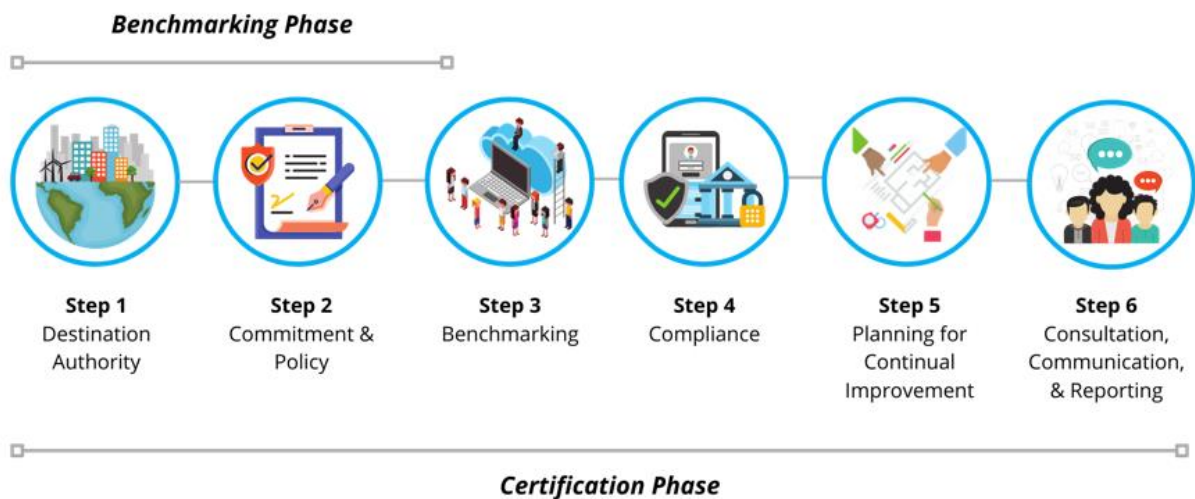 Benchmarking Phase
Step 1
Destination
Authority
Step 2
Commitment &
Policy
Step 3
Benchmarking
Step 4
Compliance
Step 5
Planning for
Continual
Improvement
Step 6
Consultation,
Communication,
& Reporting
Certification Phase